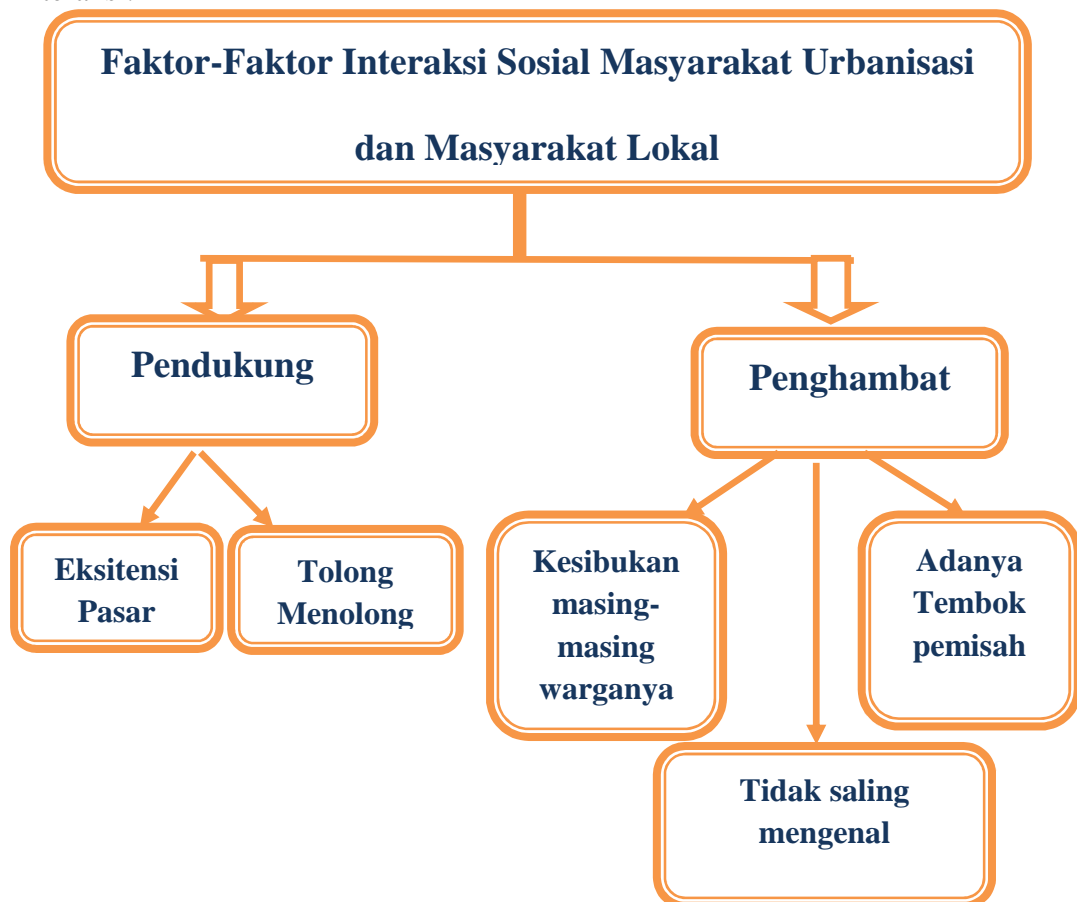 Faktor-Faktor Interaksi Sosial Masyarakat Urbanisasi
dan Masyarakat Lokal
Pendukung
Penghambat
Eksitensi
Pasar
Tolong
Menolong
Kesibukan
masing-
masing
warganya
Adanya
Tembok
pemisah
Tidak saling
mengenal